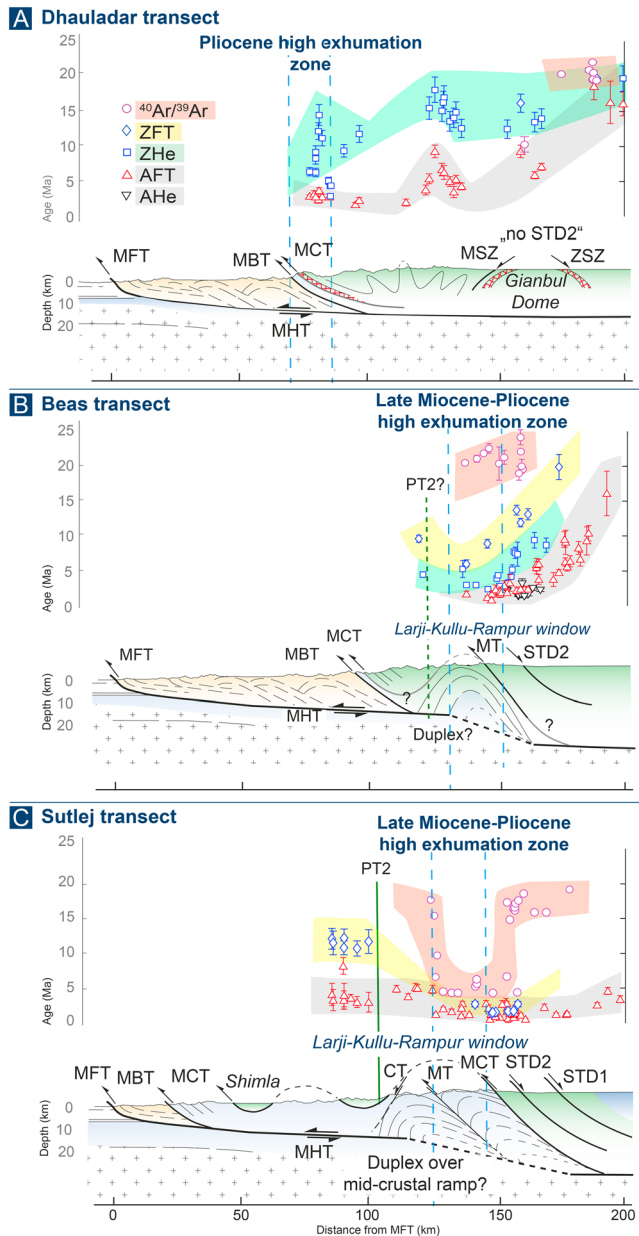 A Dhauladar transect
Pliocene high exhumation
zone
25
20
15
10
5
0
Age (Ma)
⁴⁰Ar/³⁹Ar
ZFT
ZHe
AFT
AHe
MFT
MBT
MCT
MSZ
„no STD2“
ZSZ
Gianbul
Dome
MHT
0
10
20
Depth (km)
B Beas transect
Late Miocene-Pliocene
high exhumation zone
25
20
15
10
5
0
Age (Ma)
PT2?
Larji-Kullu-Rampur window
MFT
MBT
MCT
MT
STD2
?
?
MHT
Duplex?
0
10
20
Depth (km)
C Sutlej transect
Late Miocene-Pliocene
high exhumation zone
25
20
15
10
5
0
Age (Ma)
PT2
Larji-Kullu-Rampur window
MFT
MBT
MCT
Shimla
CT
MT
MCT
STD2
STD1
MHT
Duplex over
mid-crustal ramp?
0
10
20
Depth (km)
0 50 100 150 200
Distance from MFT (km)